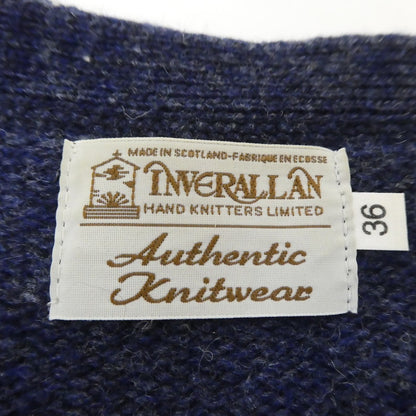 MADE IN SCOTLAND-FABRIQUE EN ECOSSE
INVERALLAN
HAND KNITTERS LIMITED
Authentic
Knitwear
36